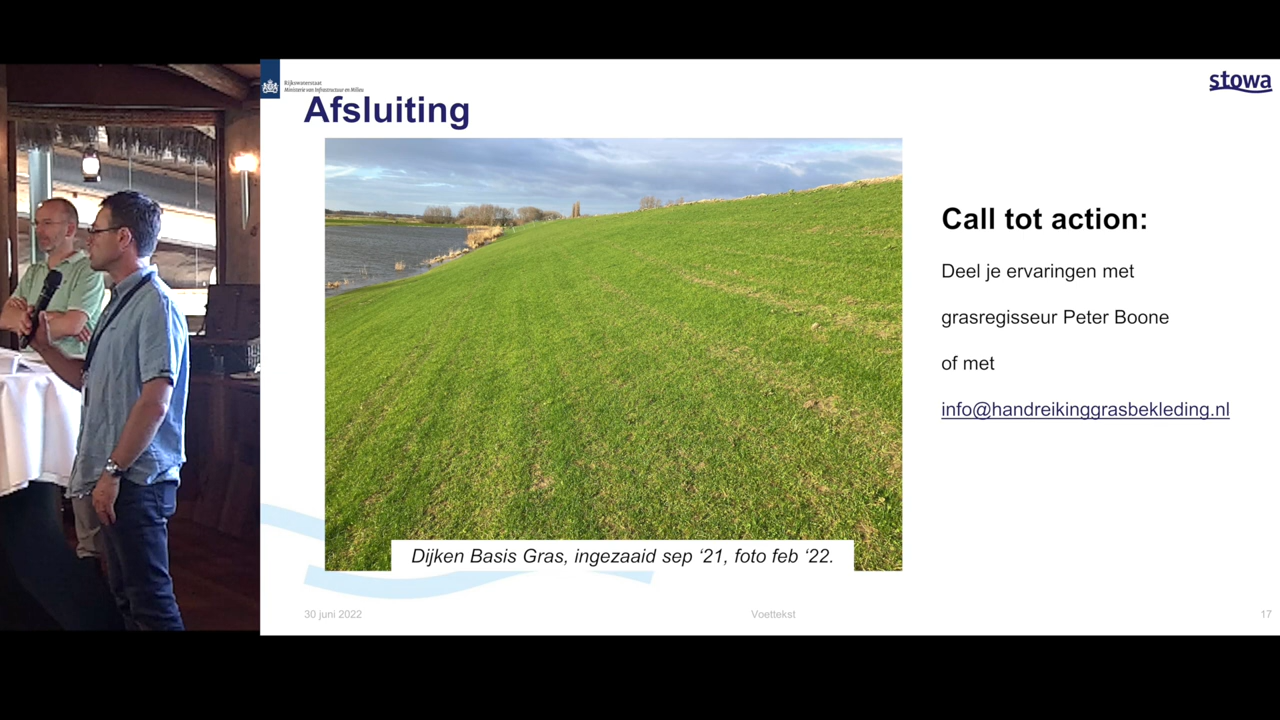 Rijkswaterstaat
Ministerie van Infrastructuur en Milieu
stowa
Afsluiting
Call tot action:
Deel je ervaringen met
grasregisseur Peter Boone
of met
info@handreikinggrasbekleding.nl
Dijken Basis Gras, ingezaaid sep ‘21, foto feb ‘22.
30 juni 2022
Voettekst
17